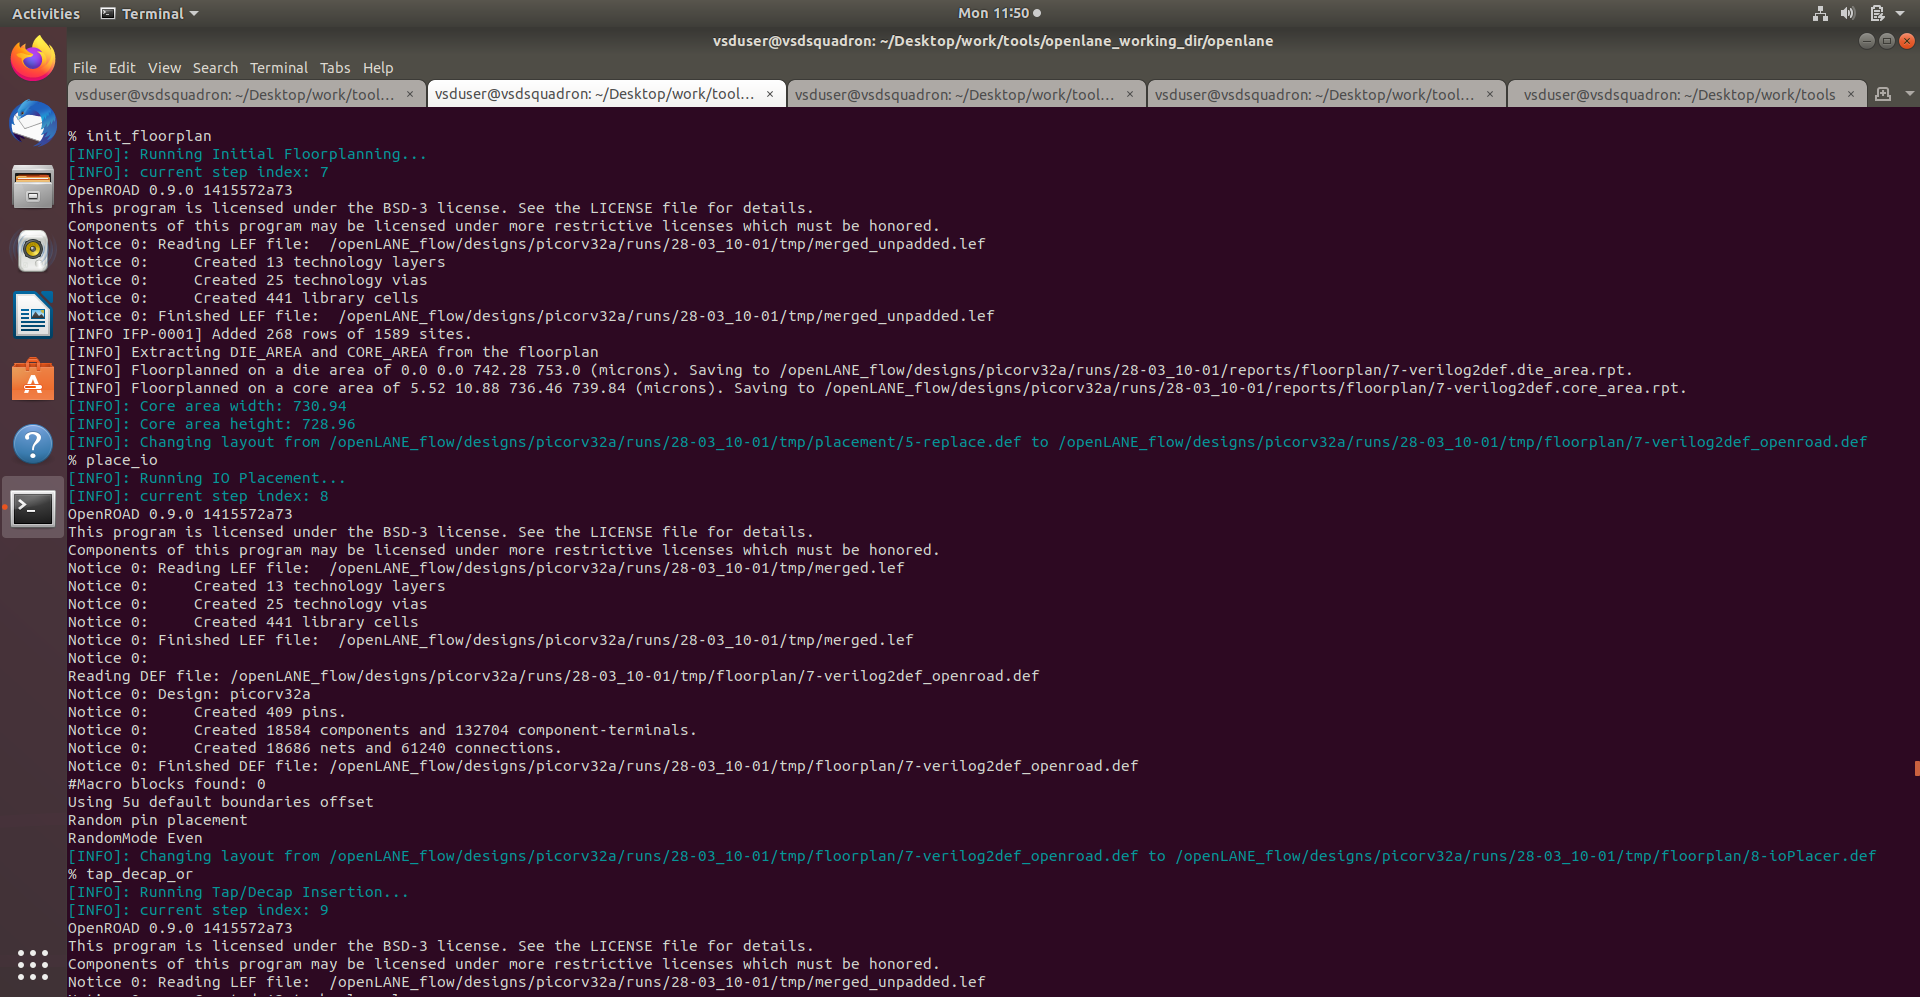 Activities
Terminal
Mon 11:50
vsduser@vsdsquadron: ~/Desktop/work/tools/openlane_working_dir/openlane
File Edit View Search Terminal Tabs Help
vsduser@vsdsquadron: ~/Desktop/work/tool... × vsduser@vsdsquadron: ~/Desktop/work/tool... × vsduser@vsdsquadron: ~/Desktop/work/tool... × vsduser@vsdsquadron: ~/Desktop/work/tool... × vsduser@vsdsquadron: ~/Desktop/work/tools ×
% init_floorplan
[INFO]: Running Initial Floorplanning...
[INFO]: current step index: 7
OpenROAD 0.9.0 1415572a73
This program is licensed under the BSD-3 license. See the LICENSE file for details.
Components of this program may be licensed under more restrictive licenses which must be honored.
Notice 0: Reading LEF file:  /openLANE_flow/designs/picorv32a/runs/28-03_10-01/tmp/merged_unpadded.lef
Notice 0:     Created 13 technology layers
Notice 0:     Created 25 technology vias
Notice 0:     Created 441 library cells
Notice 0: Finished LEF file:  /openLANE_flow/designs/picorv32a/runs/28-03_10-01/tmp/merged_unpadded.lef
[INFO IFP-0001] Added 268 rows of 1589 sites.
[INFO] Extracting DIE_AREA and CORE_AREA from the floorplan
[INFO] Floorplanned on a die area of 0.0 0.0 742.28 753.0 (microns). Saving to /openLANE_flow/designs/picorv32a/runs/28-03_10-01/reports/floorplan/7-verilog2def.die_area.rpt.
[INFO] Floorplanned on a core area of 5.52 10.88 736.46 739.84 (microns). Saving to /openLANE_flow/designs/picorv32a/runs/28-03_10-01/reports/floorplan/7-verilog2def.core_area.rpt.
[INFO]: Core area width: 730.94
[INFO]: Core area height: 728.96
[INFO]: Changing layout from /openLANE_flow/designs/picorv32a/runs/28-03_10-01/tmp/placement/5-replace.def to /openLANE_flow/designs/picorv32a/runs/28-03_10-01/tmp/floorplan/7-verilog2def_openroad.def
% place_io
[INFO]: Running IO Placement...
[INFO]: current step index: 8
OpenROAD 0.9.0 1415572a73
This program is licensed under the BSD-3 license. See the LICENSE file for details.
Components of this program may be licensed under more restrictive licenses which must be honored.
Notice 0: Reading LEF file:  /openLANE_flow/designs/picorv32a/runs/28-03_10-01/tmp/merged.lef
Notice 0:     Created 13 technology layers
Notice 0:     Created 25 technology vias
Notice 0:     Created 441 library cells
Notice 0: Finished LEF file:  /openLANE_flow/designs/picorv32a/runs/28-03_10-01/tmp/merged.lef
Notice 0:
Reading DEF file: /openLANE_flow/designs/picorv32a/runs/28-03_10-01/tmp/floorplan/7-verilog2def_openroad.def
Notice 0: Design: picorv32a
Notice 0:     Created 409 pins.
Notice 0:     Created 18584 components and 132704 component-terminals.
Notice 0:     Created 18686 nets and 61240 connections.
Notice 0: Finished DEF file: /openLANE_flow/designs/picorv32a/runs/28-03_10-01/tmp/floorplan/7-verilog2def_openroad.def
#Macro blocks found: 0
Using 5u default boundaries offset
Random pin placement
RandomMode Even
[INFO]: Changing layout from /openLANE_flow/designs/picorv32a/runs/28-03_10-01/tmp/floorplan/7-verilog2def_openroad.def to /openLANE_flow/designs/picorv32a/runs/28-03_10-01/tmp/floorplan/8-ioPlacer.def
% tap_decap_or
[INFO]: Running Tap/Decap Insertion...
[INFO]: current step index: 9
OpenROAD 0.9.0 1415572a73
This program is licensed under the BSD-3 license. See the LICENSE file for details.
Components of this program may be licensed under more restrictive licenses which must be honored.
Notice 0: Reading LEF file:  /openLANE_flow/designs/picorv32a/runs/28-03_10-01/tmp/merged_unpadded.lef